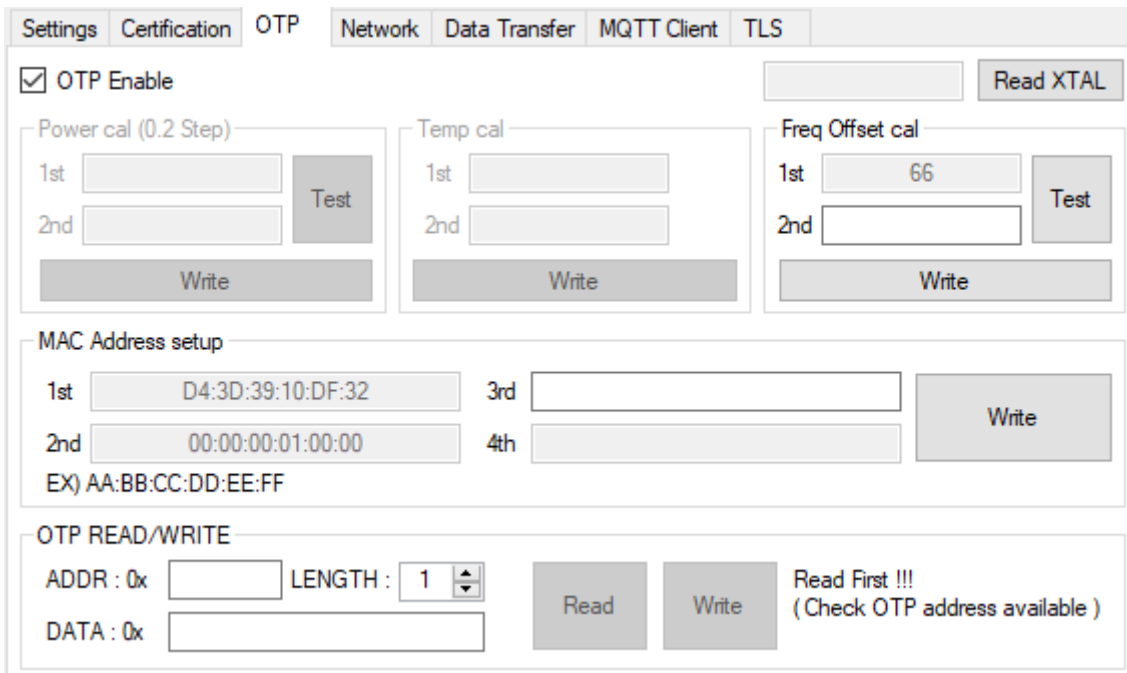 Settings Certification OTP Network Data Transfer MQTT Client TLS
OTP Enable Read XTAL
Power cal (0.2 Step) Temp cal Freq Offset cal
1st Test 1st 1st 66 Test
2nd 2nd 2nd
Write Write Write
MAC Address setup
1st D4:3D:39:10:DF:32 3rd Write
2nd 00:00:00:01:00:00 4th
EX) AA:BB:CC:DD:EE:FF
OTP READ/WRITE
ADDR : 0x LENGTH : 1 Read Write Read First !!!
( Check OTP address available )
DATA : 0x